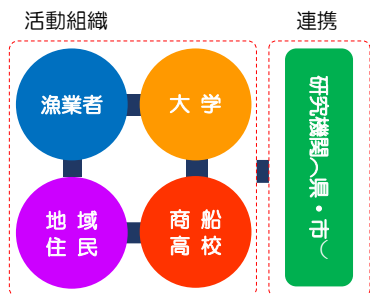 活動組織
連携
漁業者
大学
地域
住民
商船
高校
研究機関（県・市）